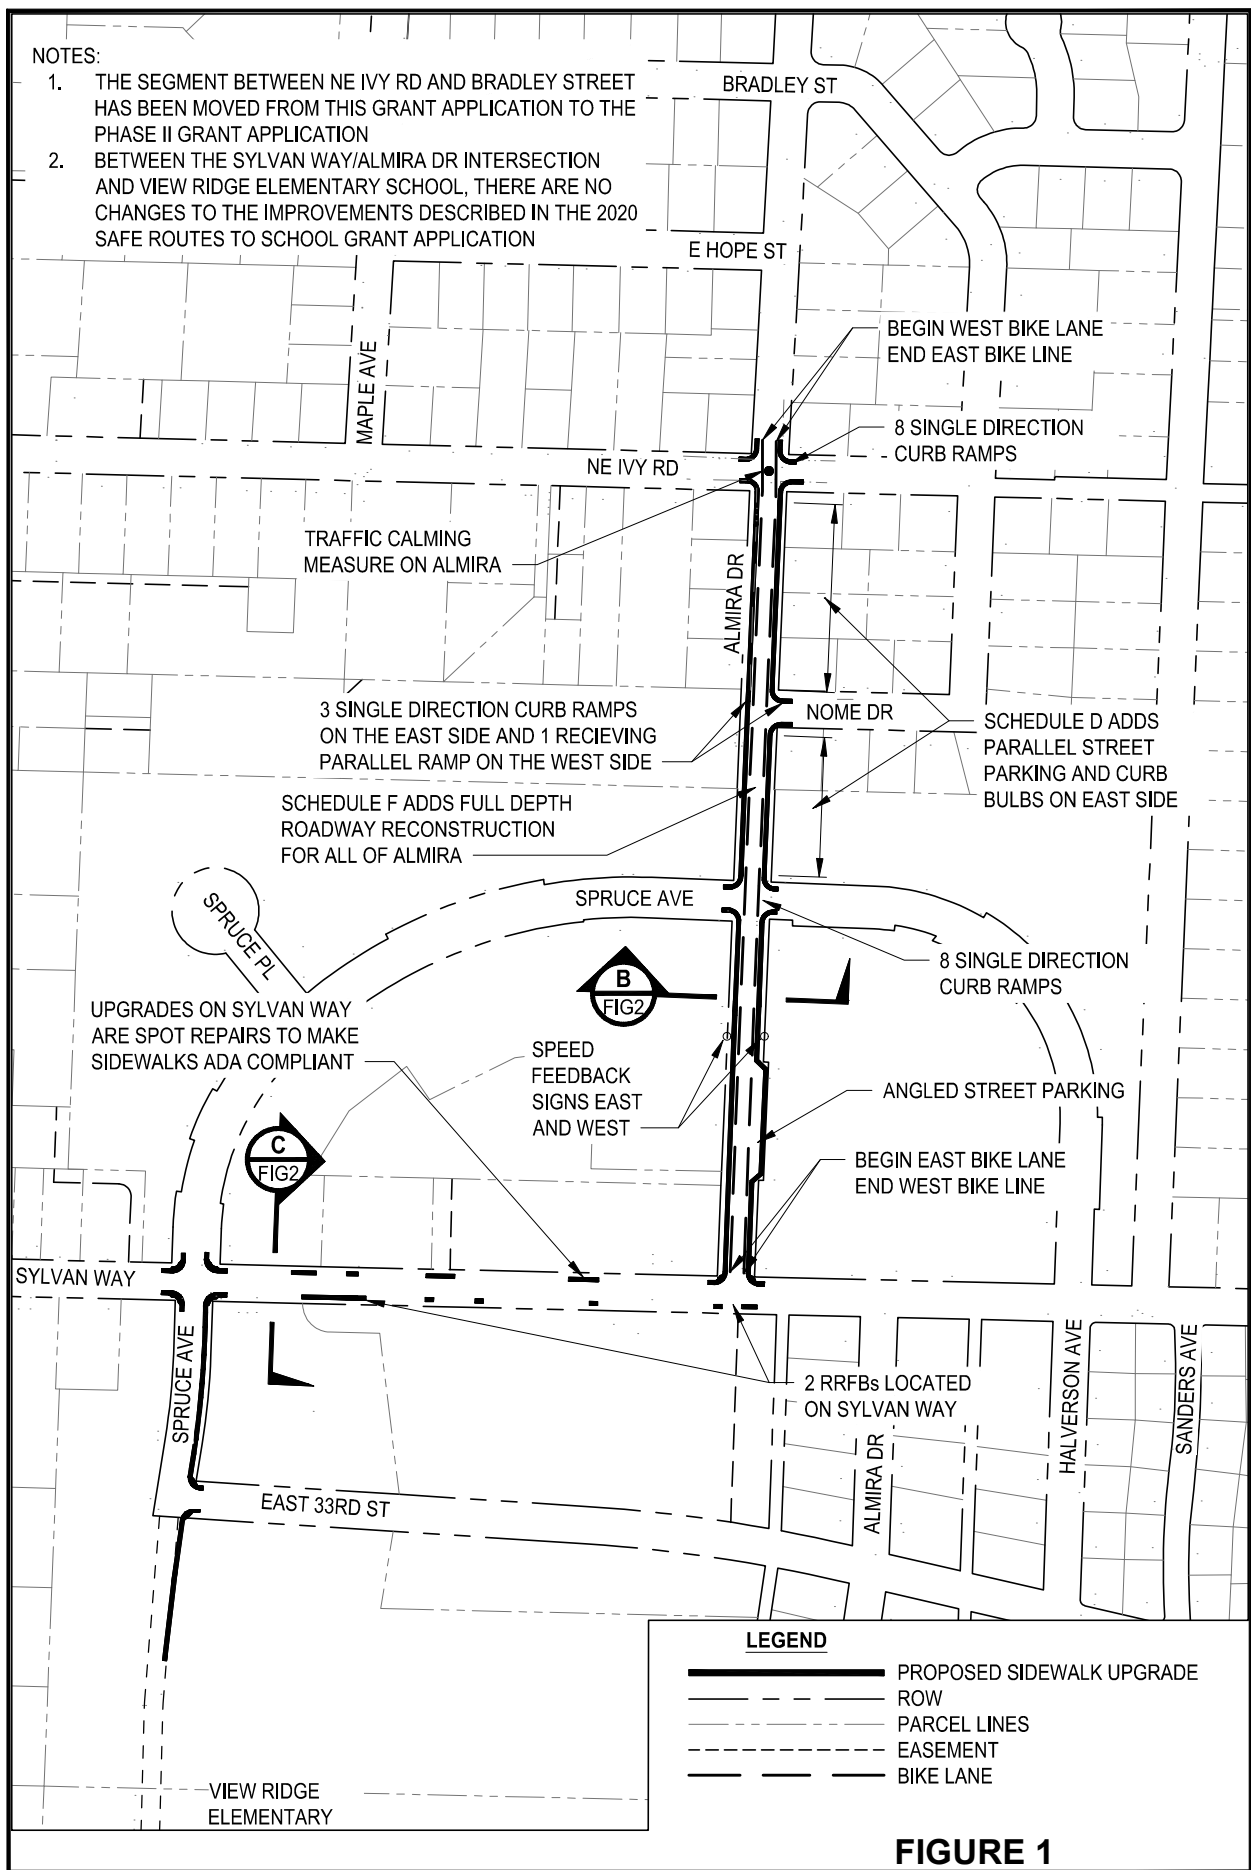 NOTES:
1. THE SEGMENT BETWEEN NE IVY RD AND BRADLEY STREET
HAS BEEN MOVED FROM THIS GRANT APPLICATION TO THE
PHASE II GRANT APPLICATION
2. BETWEEN THE SYLVAN WAY/ALMIRA DR INTERSECTION
AND VIEW RIDGE ELEMENTARY SCHOOL, THERE ARE NO
CHANGES TO THE IMPROVEMENTS DESCRIBED IN THE 2020
SAFE ROUTES TO SCHOOL GRANT APPLICATION
BRADLEY ST
E HOPE ST
MAPLE AVE
BEGIN WEST BIKE LANE
END EAST BIKE LINE
8 SINGLE DIRECTION
CURB RAMPS
NE IVY RD
TRAFFIC CALMING
MEASURE ON ALMIRA
ALMIRA DR
3 SINGLE DIRECTION CURB RAMPS
ON THE EAST SIDE AND 1 RECIEVING
PARALLEL RAMP ON THE WEST SIDE
NOME DR
SCHEDULE D ADDS
PARALLEL STREET
PARKING AND CURB
BULBS ON EAST SIDE
SCHEDULE F ADDS FULL DEPTH
ROADWAY RECONSTRUCTION
FOR ALL OF ALMIRA
SPRUCE AVE
SPRUCE PL
8 SINGLE DIRECTION
CURB RAMPS
B
FIG2
UPGRADES ON SYLVAN WAY
ARE SPOT REPAIRS TO MAKE
SIDEWALKS ADA COMPLIANT
SPEED
FEEDBACK
SIGNS EAST
AND WEST
ANGLED STREET PARKING
C
FIG2
BEGIN EAST BIKE LANE
END WEST BIKE LINE
SYLVAN WAY
SPRUCE AVE
2 RRFBs LOCATED
ON SYLVAN WAY
HALVERSON AVE
SANDERS AVE
ALMIRA DR
EAST 33RD ST
LEGEND
PROPOSED SIDEWALK UPGRADE
ROW
PARCEL LINES
EASEMENT
BIKE LANE
VIEW RIDGE
ELEMENTARY
FIGURE 1